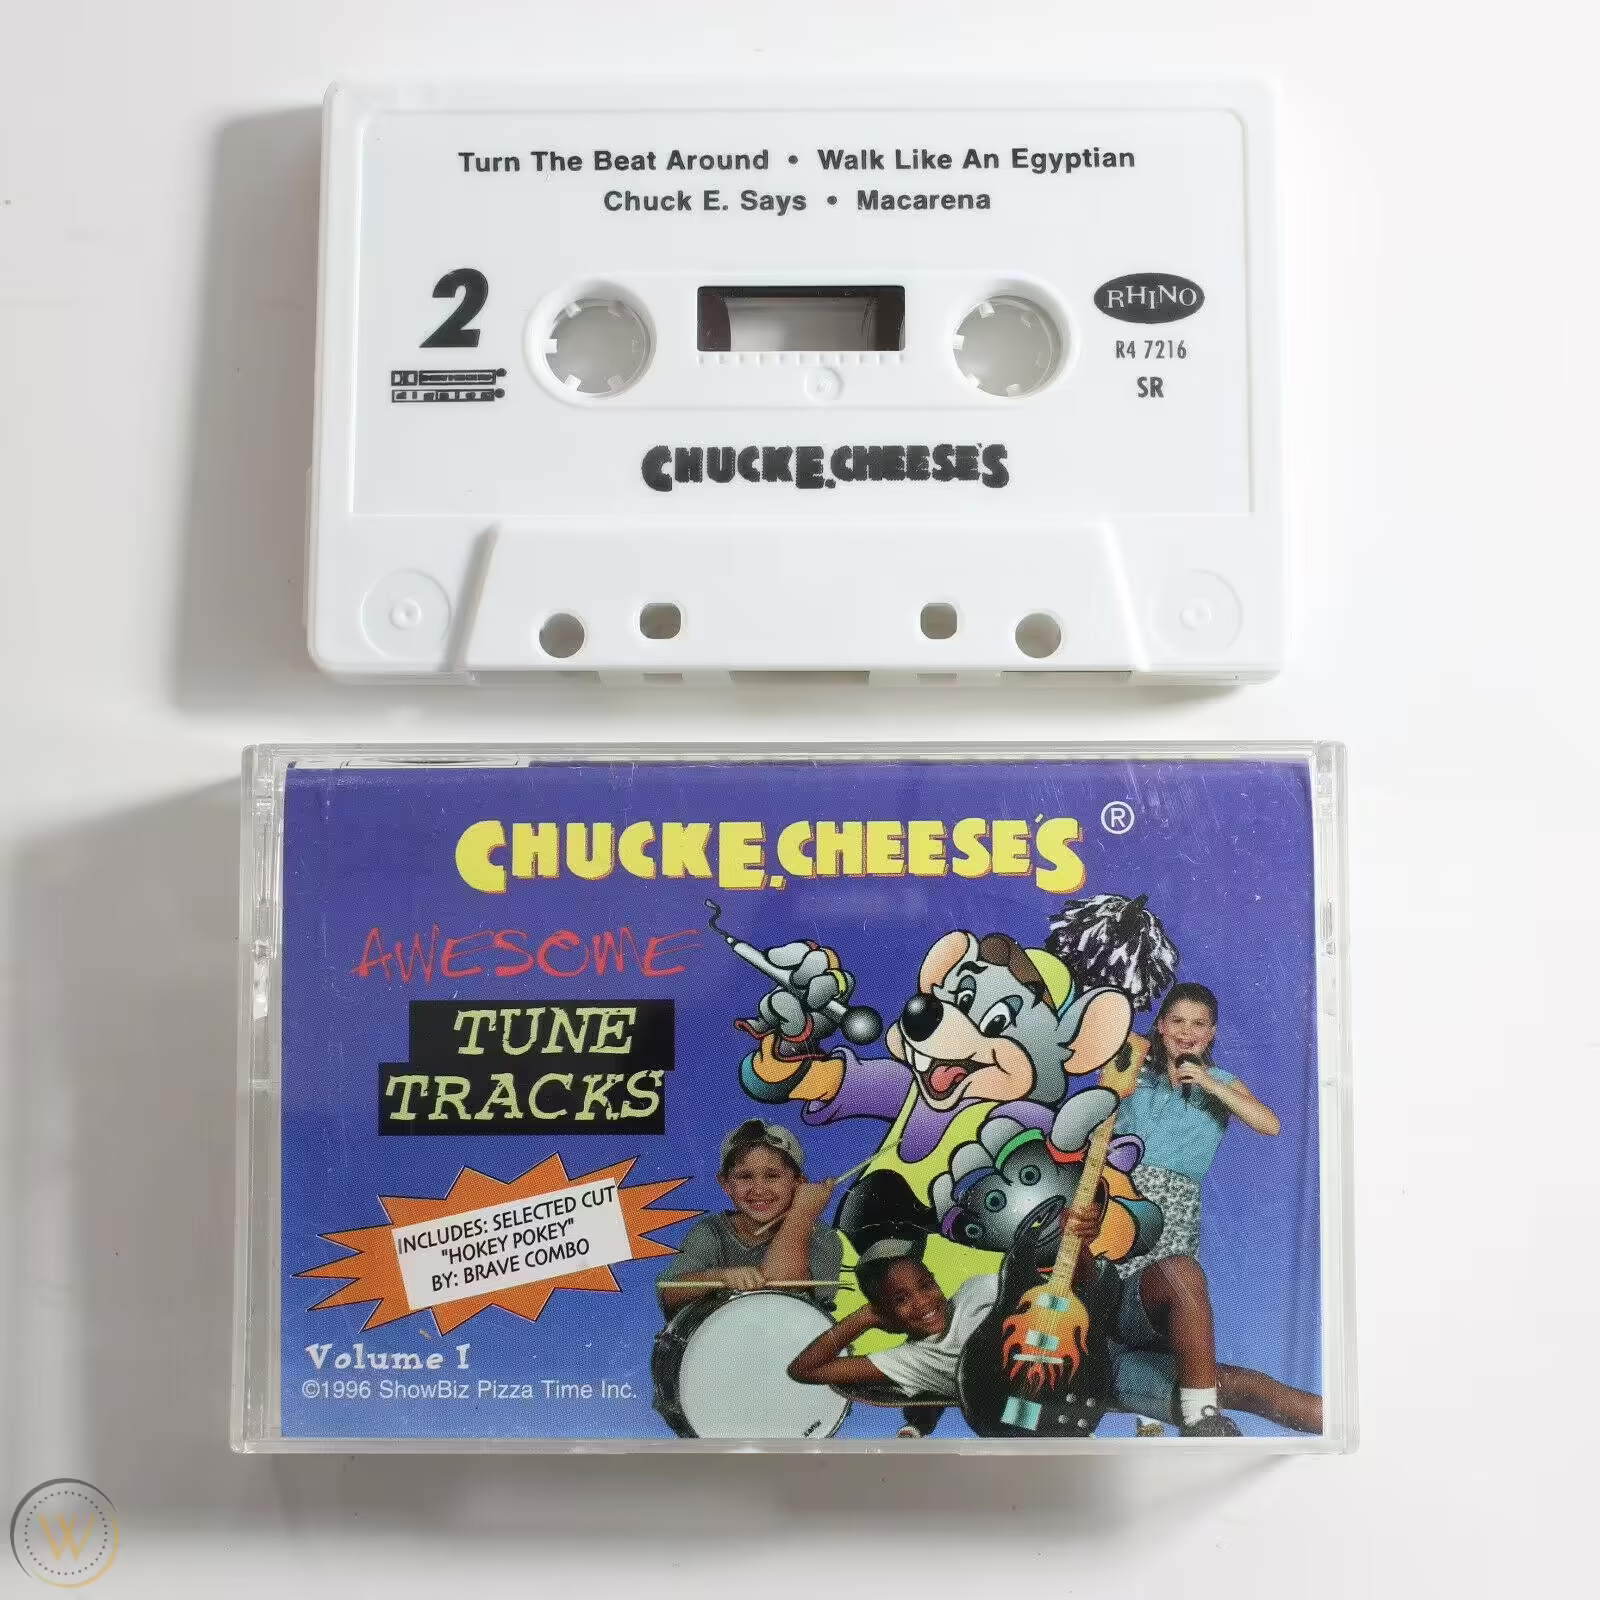 Turn The Beat Around • Walk Like An Egyptian
Chuck E. Says • Macarena
2
RHINO
R4 7216
SR
CHUCK E. CHEESE'S
CHUCK E. CHEESE'S ®
AWESOME
TUNE
TRACKS
INCLUDES: SELECTED CUT
"HOKEY POKEY"
BY: BRAVE COMBO
Volume I
©1996 ShowBiz Pizza Time Inc.
W